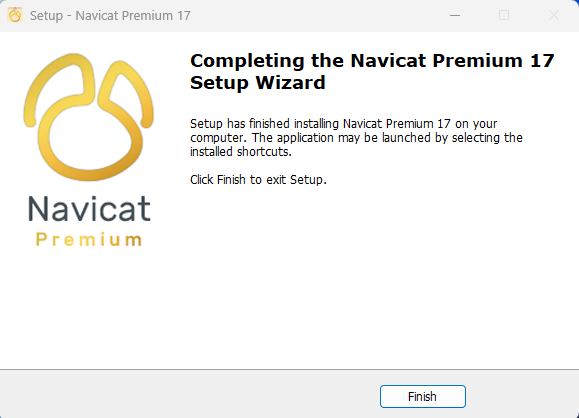 Setup - Navicat Premium 17
Completing the Navicat Premium 17
Setup Wizard
Setup has finished installing Navicat Premium 17 on your
computer. The application may be launched by selecting the
installed shortcuts.
Click Finish to exit Setup.
Navicat
Premium
Finish